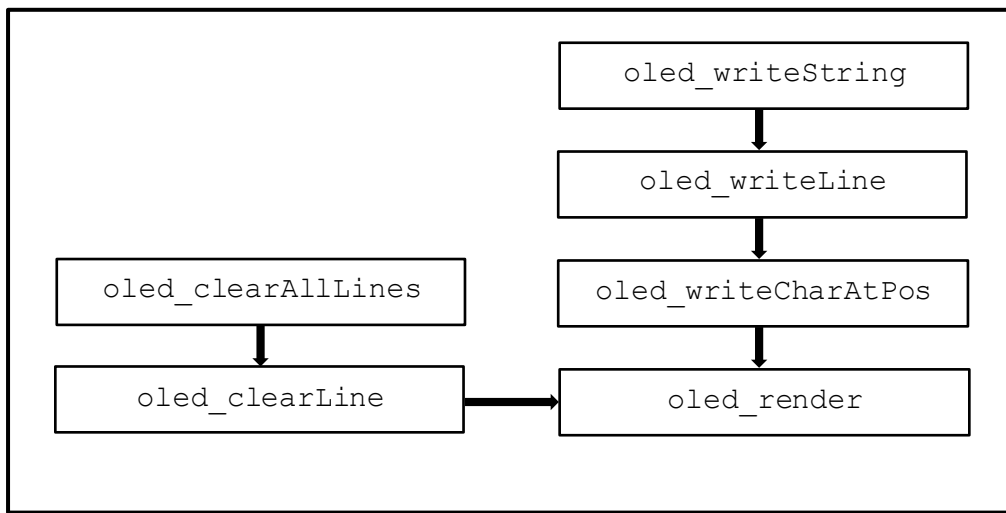 oled_writeString
oled_writeLine
oled_clearAllLines
oled_writeCharAtPos
oled_clearLine
oled_render